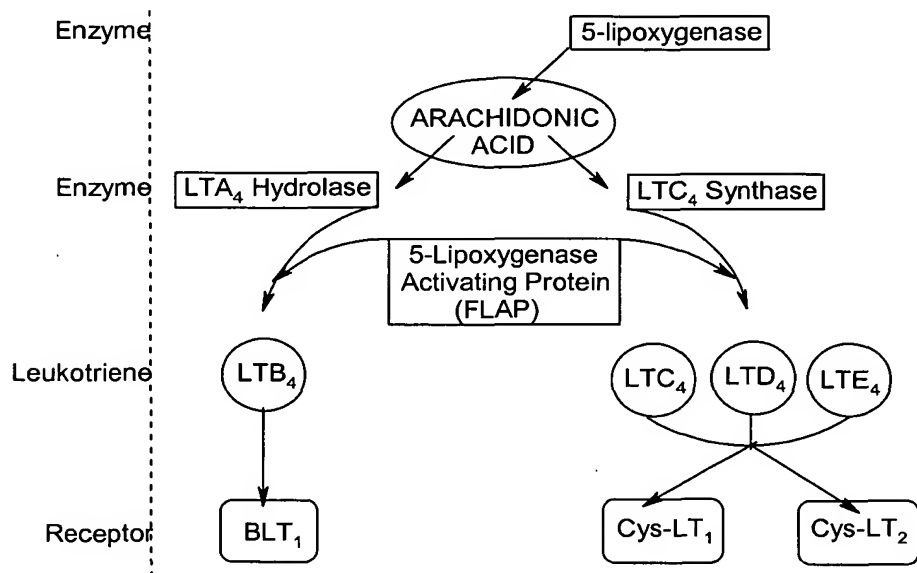 Enzyme
5-lipoxygenase
ARACHIDONIC
ACID
Enzyme
LTA₄ Hydrolase
LTC₄ Synthase
5-Lipoxygenase
Activating Protein
(FLAP)
Leukotriene
LTB₄
LTC₄
LTD₄
LTE₄
Receptor
BLT₁
Cys-LT₁
Cys-LT₂